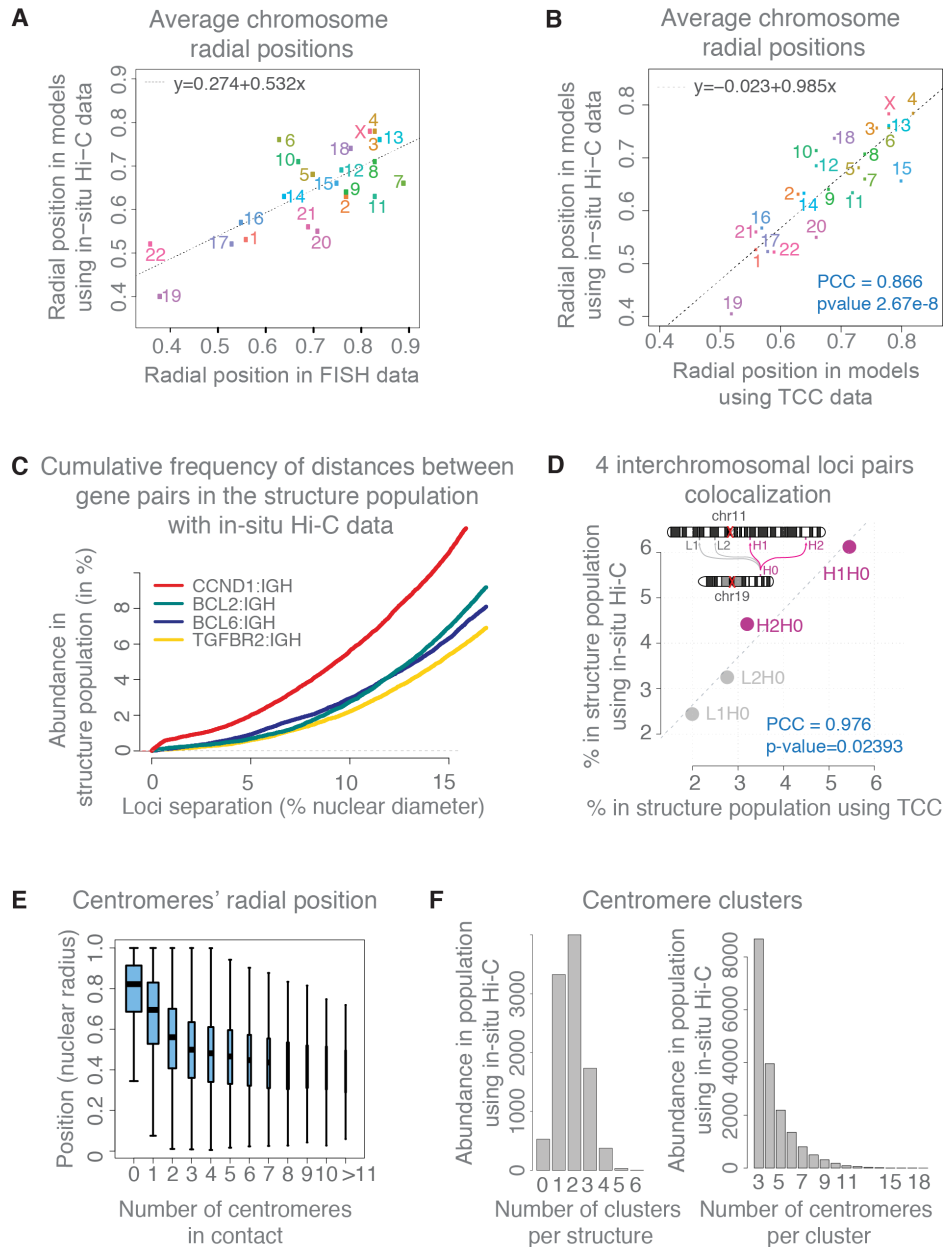 A
Average chromosome
radial positions
Radial position in models
using in−situ Hi−C data
0.4 0.5 0.6 0.7 0.8 0.9
y=0.274+0.532x
4
X
13
6
18
3
10
12
8
5
15
7
14
9
2
11
16
21
17
1
20
22
19
0.4 0.5 0.6 0.7 0.8 0.9
Radial position in FISH data
B
Average chromosome
radial positions
Radial position in models
using in−situ Hi−C data
0.4 0.5 0.6 0.7 0.8
y=−0.023+0.985x
4
X
3
13
18
6
10
8
12
5
15
7
2
14
9
11
16
21
17
20
1
22
19
PCC = 0.866
pvalue 2.67e-8
0.4 0.5 0.6 0.7 0.8
Radial position in models
using TCC data
C
Cumulative frequency of distances between
gene pairs in the structure population
with in-situ Hi-C data
Abundance in
structure population (in %)
0 2 4 6 8
CCND1:IGH
BCL2:IGH
BCL6:IGH
TGFBR2:IGH
0 5 10 15
Loci separation (% nuclear diameter)
D
4 interchromosomal loci pairs
colocalization
% in structure population
using in-situ Hi-C
2 3 4 5 6
chr11
L1 L2 H1 H2
H0
chr19
H1H0
H2H0
L2H0
L1H0
PCC = 0.976
p-value=0.02393
2 3 4 5 6
% in structure population using TCC
E
Centromeres’ radial position
Position (nuclear radius)
0 0.2 0.4 0.6 0.8 1.0
0 1 2 3 4 5 6 7 8 9 10 >11
Number of centromeres
in contact
F
Centromere clusters
Abundance in population
using in-situ Hi-C
0 1000 2000 3000
0 1 2 3 4 5 6
Number of clusters
per structure
Abundance in population
using in-situ Hi-C
0 2000 4000 6000 8000
3 5 7 9 11 15 18
Number of centromeres
per cluster